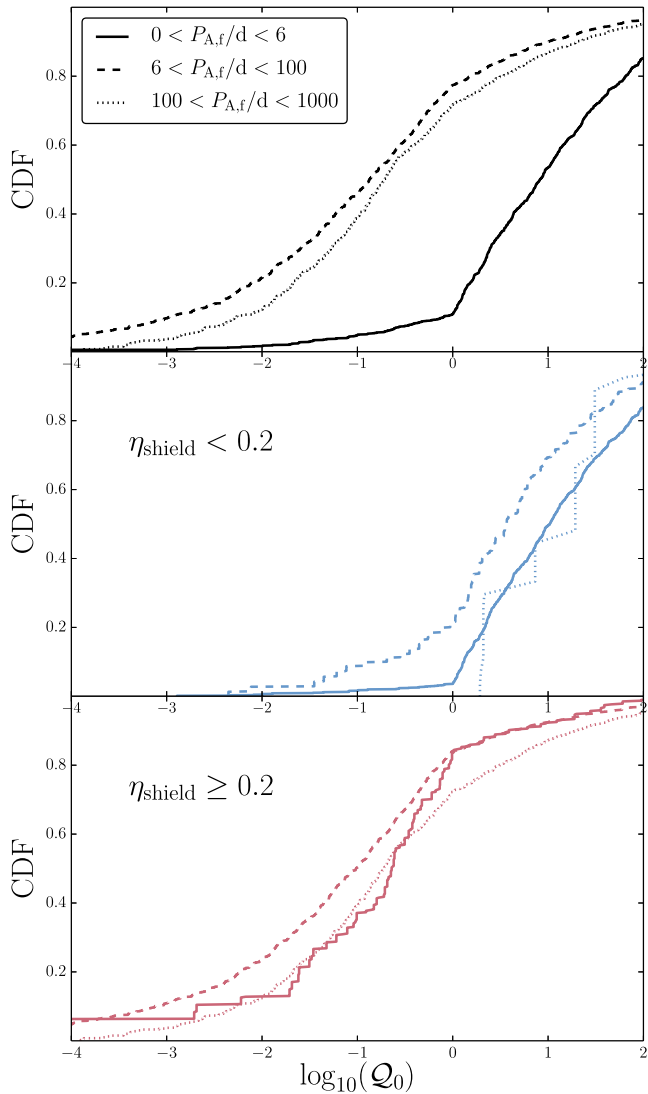 0 < P_A,f/d < 6
6 < P_A,f/d < 100
100 < P_A,f/d < 1000
CDF
0.8
0.6
0.4
0.2
−4 −3 −2 −1 0 1 2
η_shield < 0.2
CDF
0.8
0.6
0.4
0.2
−4 −3 −2 −1 0 1 2
η_shield ≥ 0.2
CDF
0.8
0.6
0.4
0.2
−4 −3 −2 −1 0 1 2
log₁₀(𝒬₀)